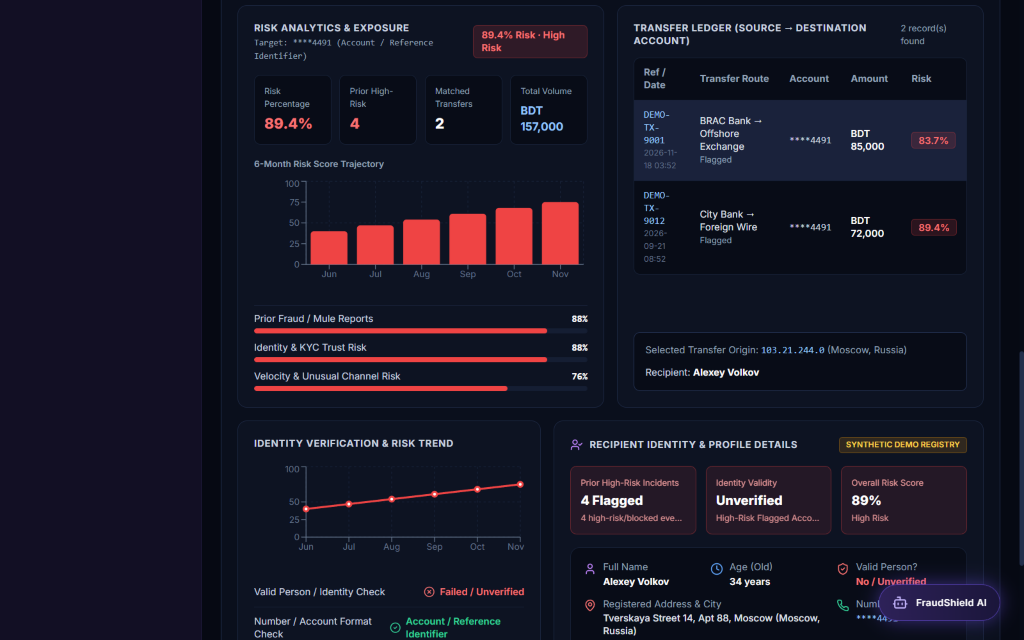 RISK ANALYTICS & EXPOSURE
Target: ****4491 (Account / Reference
Identifier)
89.4% Risk · High
Risk
Risk
Percentage
89.4%
Prior High-
Risk
4
Matched
Transfers
2
Total Volume
BDT
157,000
6-Month Risk Score Trajectory
100
75
50
25
0
Jun Jul Aug Sep Oct Nov
Prior Fraud / Mule Reports 88%
Identity & KYC Trust Risk 88%
Velocity & Unusual Channel Risk 76%
TRANSFER LEDGER (SOURCE → DESTINATION
ACCOUNT)
2 record(s)
found
Ref /
Date
Transfer Route
Account
Amount
Risk
DEMO-
TX-
9001
2026-11-
18 03:52
BRAC Bank →
Offshore
Exchange
Flagged
****4491
BDT
85,000
83.7%
DEMO-
TX-
9012
2026-
09-21
08:52
City Bank →
Foreign Wire
Flagged
****4491
BDT
72,000
89.4%
Selected Transfer Origin: 103.21.244.0 (Moscow, Russia)
Recipient: Alexey Volkov
IDENTITY VERIFICATION & RISK TREND
100
50
25
0
Jun Jul Aug Sep Oct Nov
Valid Person / Identity Check Failed / Unverified
Number / Account Format
Check
Account / Reference
Identifier
RECIPIENT IDENTITY & PROFILE DETAILS
SYNTHETIC DEMO REGISTRY
Prior High-Risk Incidents
4 Flagged
4 high-risk/blocked eve...
Identity Validity
Unverified
High-Risk Flagged Acco...
Overall Risk Score
89%
High Risk
Full Name
Alexey Volkov
Age (Old)
34 years
Valid Person?
No / Unverified
Registered Address & City
Tverskaya Street 14, Apt 88, Moscow (Moscow,
Russia)
FraudShield AI